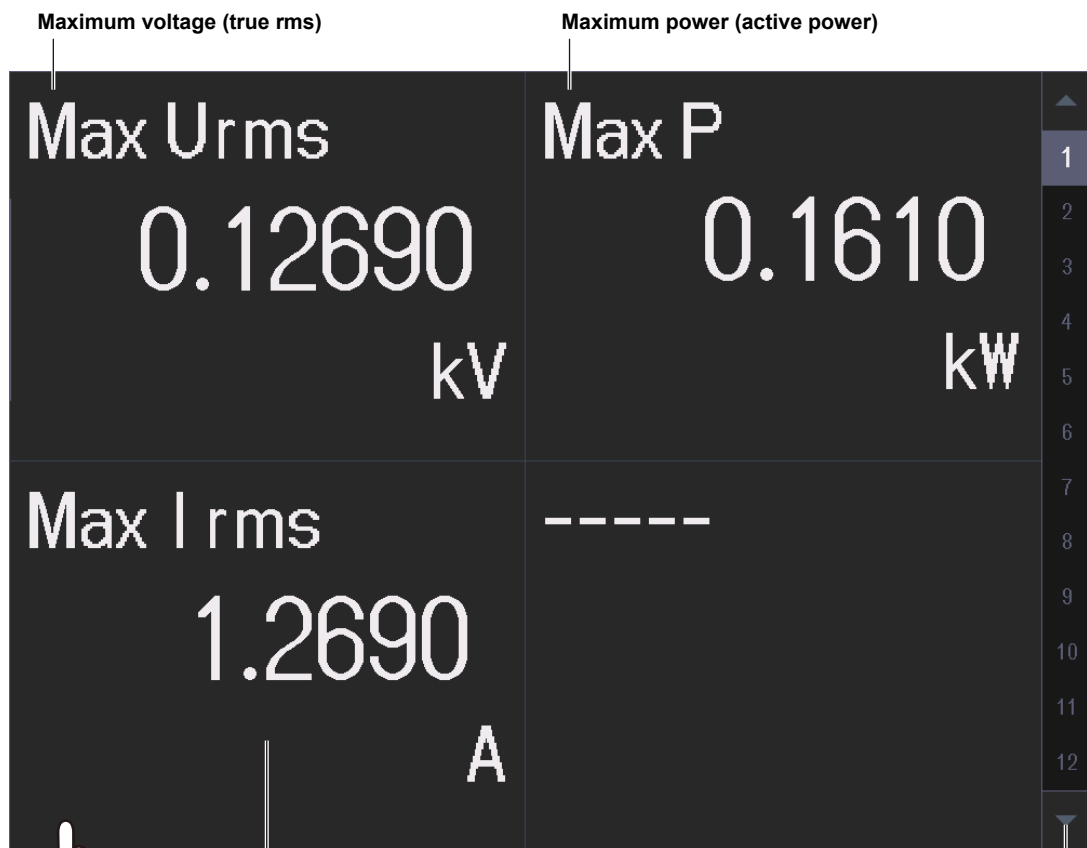 Maximum voltage (true rms)
Maximum power (active power)
Max Urms
0.12690
kV
Max P
0.1610
kW
Max Irms
1.2690
A
-----
1
2
3
4
5
6
7
8
9
10
11
12